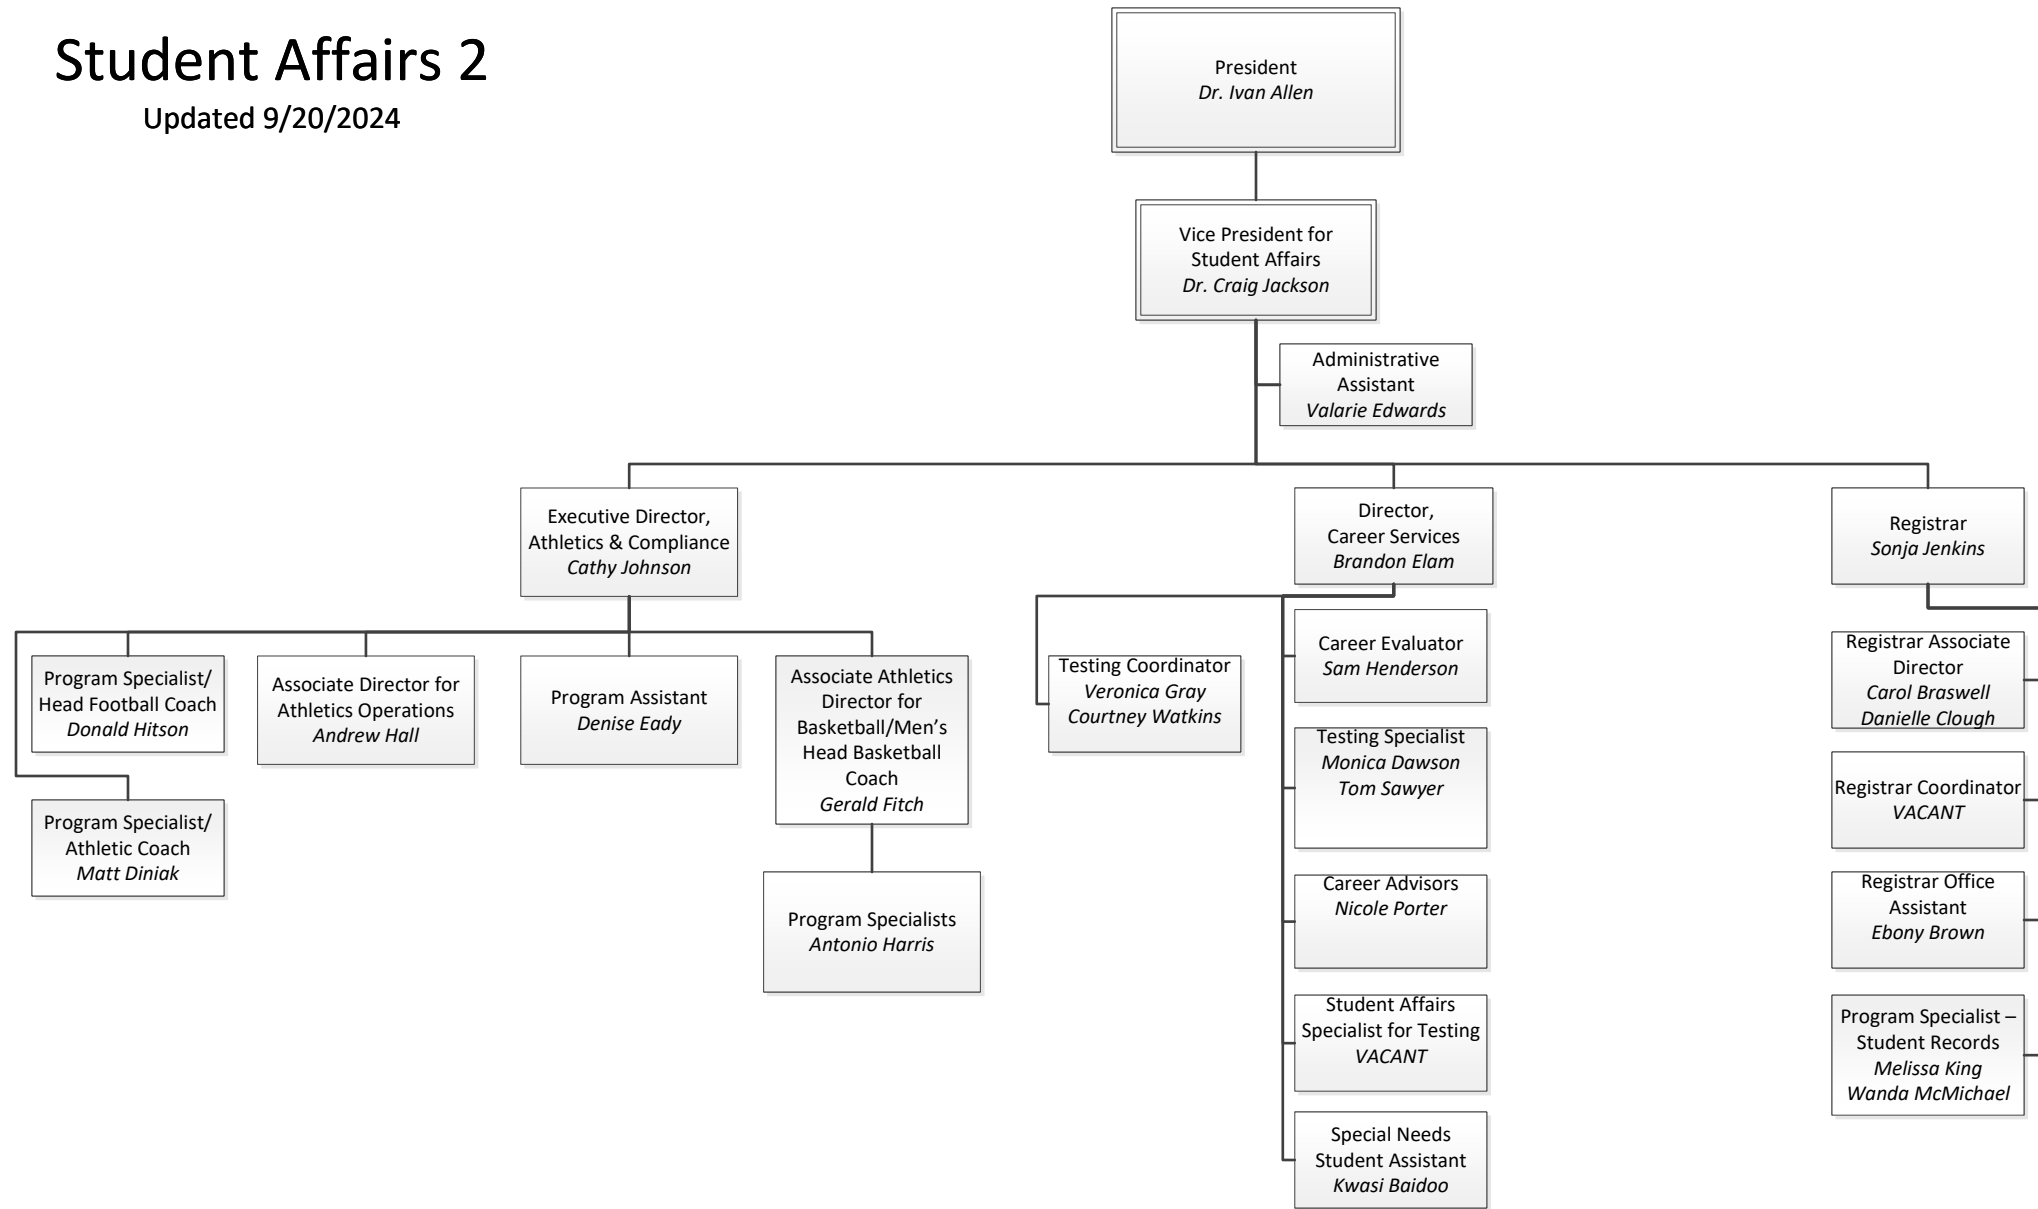 Student Affairs 2
Updated 9/20/2024
President
Dr. Ivan Allen
Vice President for
Student Affairs
Dr. Craig Jackson
Administrative
Assistant
Valarie Edwards
Executive Director,
Athletics & Compliance
Cathy Johnson
Director,
Career Services
Brandon Elam
Registrar
Sonja Jenkins
Program Specialist/
Head Football Coach
Donald Hitson
Associate Director for
Athletics Operations
Andrew Hall
Program Assistant
Denise Eady
Associate Athletics
Director for
Basketball/Men’s
Head Basketball
Coach
Gerald Fitch
Program Specialist/
Athletic Coach
Matt Diniak
Program Specialists
Antonio Harris
Testing Coordinator
Veronica Gray
Courtney Watkins
Career Evaluator
Sam Henderson
Testing Specialist
Monica Dawson
Tom Sawyer
Career Advisors
Nicole Porter
Student Affairs
Specialist for Testing
VACANT
Special Needs
Student Assistant
Kwasi Baidoo
Registrar Associate
Director
Carol Braswell
Danielle Clough
Registrar Coordinator
VACANT
Registrar Office
Assistant
Ebony Brown
Program Specialist –
Student Records
Melissa King
Wanda McMichael